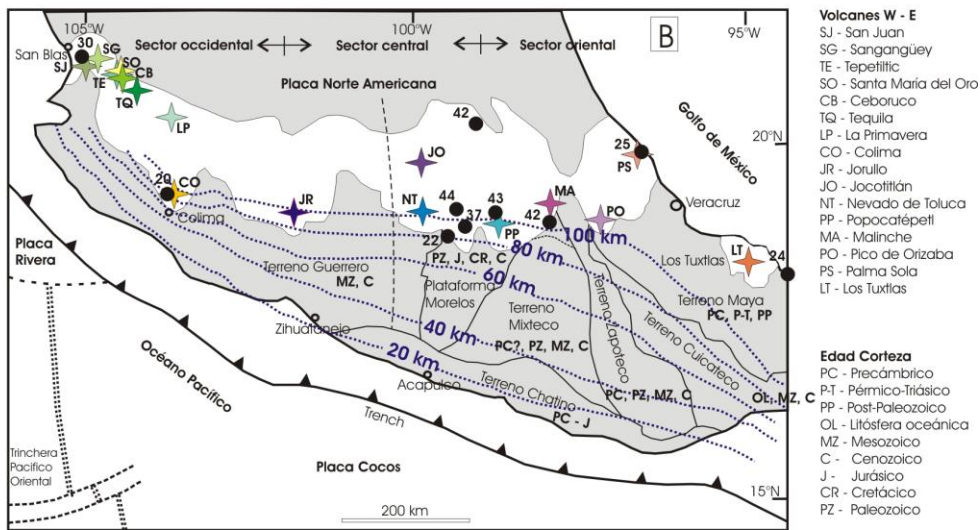 105°W
100°W
95°W
Sector occidental
Sector central
Sector oriental
B
San Blas
30
SG
SJ
SO
TE
CB
TQ
Placa Norte Americana
LP
42
Golfo de México
20°N
25
PS
JO
20
CO
Colima
JR
NT
44
43
37
22
PP
MA
42
PO
Veracruz
100 km
80 km
60 km
40 km
20 km
LT
24
Los Tuxtlas
Placa
Rivera
Terreno Guerrero
MZ, C
PZ, J, CR, C
Plataforma
Morelos
Terreno
Mixteco
PC?, PZ, MZ, C
Terreno Zapoteco
PC, PZ, MZ, C
Terreno Cuicateco
Terreno Maya
PC, P-T, PP
OL, MZ, C
Zihuatanejo
Acapulco
Terreno Chatino
PC - J
Océano Pacífico
Trench
Placa Cocos
Trinchera
Pacífico
Oriental
200 km
15°N
Volcanes W - E
SJ - San Juan
SG - Sangangüey
TE - Tepetiltic
SO - Santa María del Oro
CB - Ceboruco
TQ - Tequila
LP - La Primavera
CO - Colima
JR - Jorullo
JO - Jocotitlán
NT - Nevado de Toluca
PP - Popocatépetl
MA - Malinche
PO - Pico de Orizaba
PS - Palma Sola
LT - Los Tuxtlas
Edad Corteza
PC - Precámbrico
P-T - Pérmico-Triásico
PP - Post-Paleozoico
OL - Litósfera oceánica
MZ - Mesozoico
C - Cenozoico
J - Jurásico
CR - Cretácico
PZ - Paleozoico